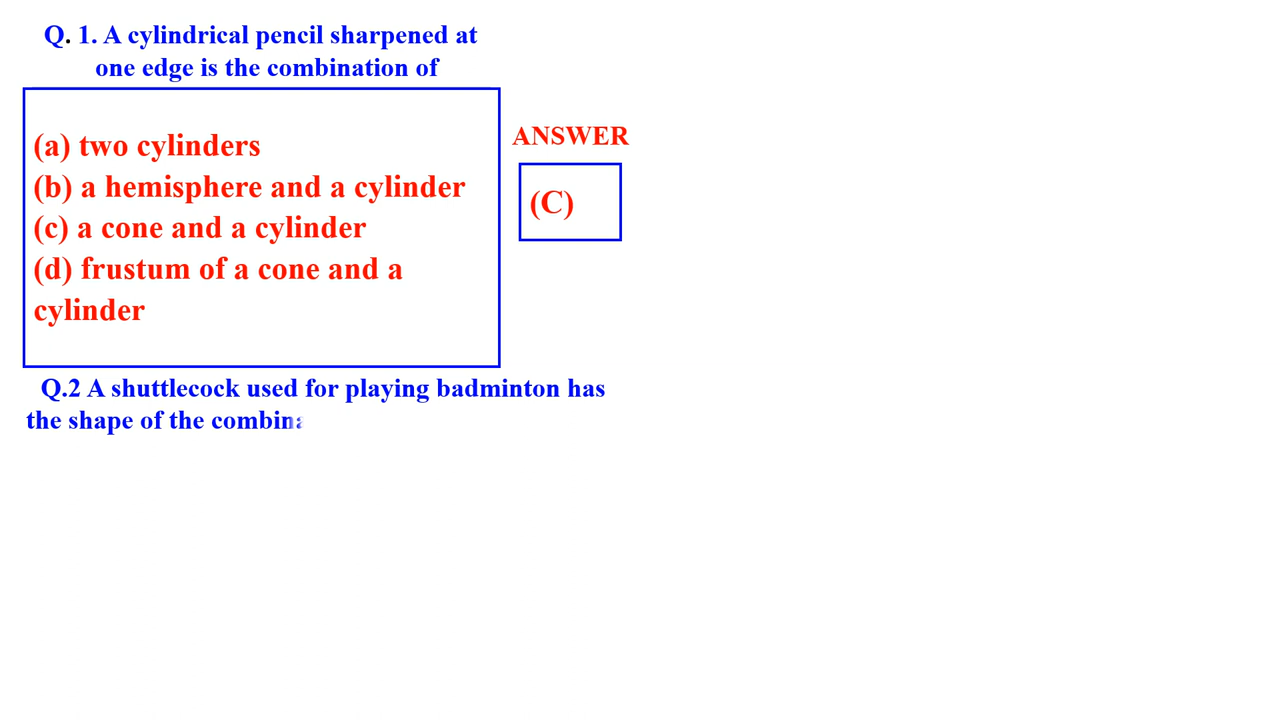 Q. 1. A cylindrical pencil sharpened at
one edge is the combination of
(a) two cylinders
(b) a hemisphere and a cylinder
(c) a cone and a cylinder
(d) frustum of a cone and a
cylinder
ANSWER
(C)
Q.2 A shuttlecock used for playing badminton has
the shape of the